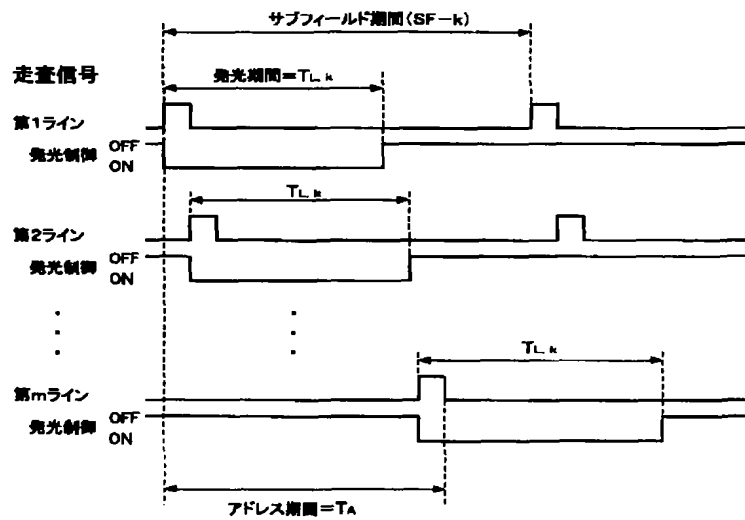 サブフィールド期間(SF-k)
走査信号
発光期間=TL, k
第1ライン
発光制御 OFF
ON
TL, k
第2ライン
発光制御 OFF
ON
TL, k
第mライン
発光制御 OFF
ON
アドレス期間=TA